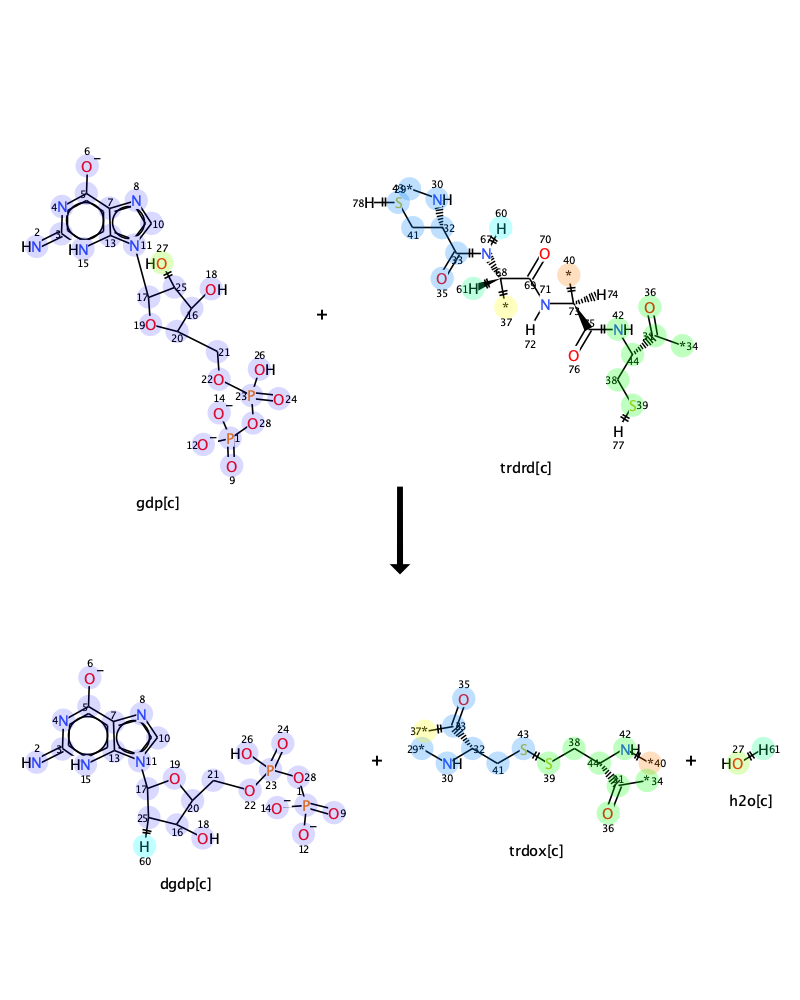 6
O−
8
4 N 5 7 N
2 10
HN 3 HN 13 N 11
15
27
HO 18
25 OH
17
16
19 O
20
21 26
22 O OH
14 23 P O 24
O−
O 28
12 O− P 1
O
9
gdp[c]
+
29* 30
43 NH 60
78 H S H
41 32 67 70
33 N 68 O 40
O 61 H 69 71 *
35 * N 73 H 74 36
37 H O 75 O
72 76 42 NH 31 *34
44
38
S 39
H
77
trdrd[c]
6
O−
8
4 N 5 7 N
2 10
HN 3 HN 13 N 11
15
19
17 O
25
20
16
18
H OH
60
21
22 O
26 24
HO O
P 28
23 O
14 O− P O 9
O−
12
dgdp[c]
+
35
O
37* 33 43 38 42
29* 32 S NH *40
N 41 S 44 31 *34
30 H 39
O
36
trdox[c]
+
27 H 61
HO
h2o[c]